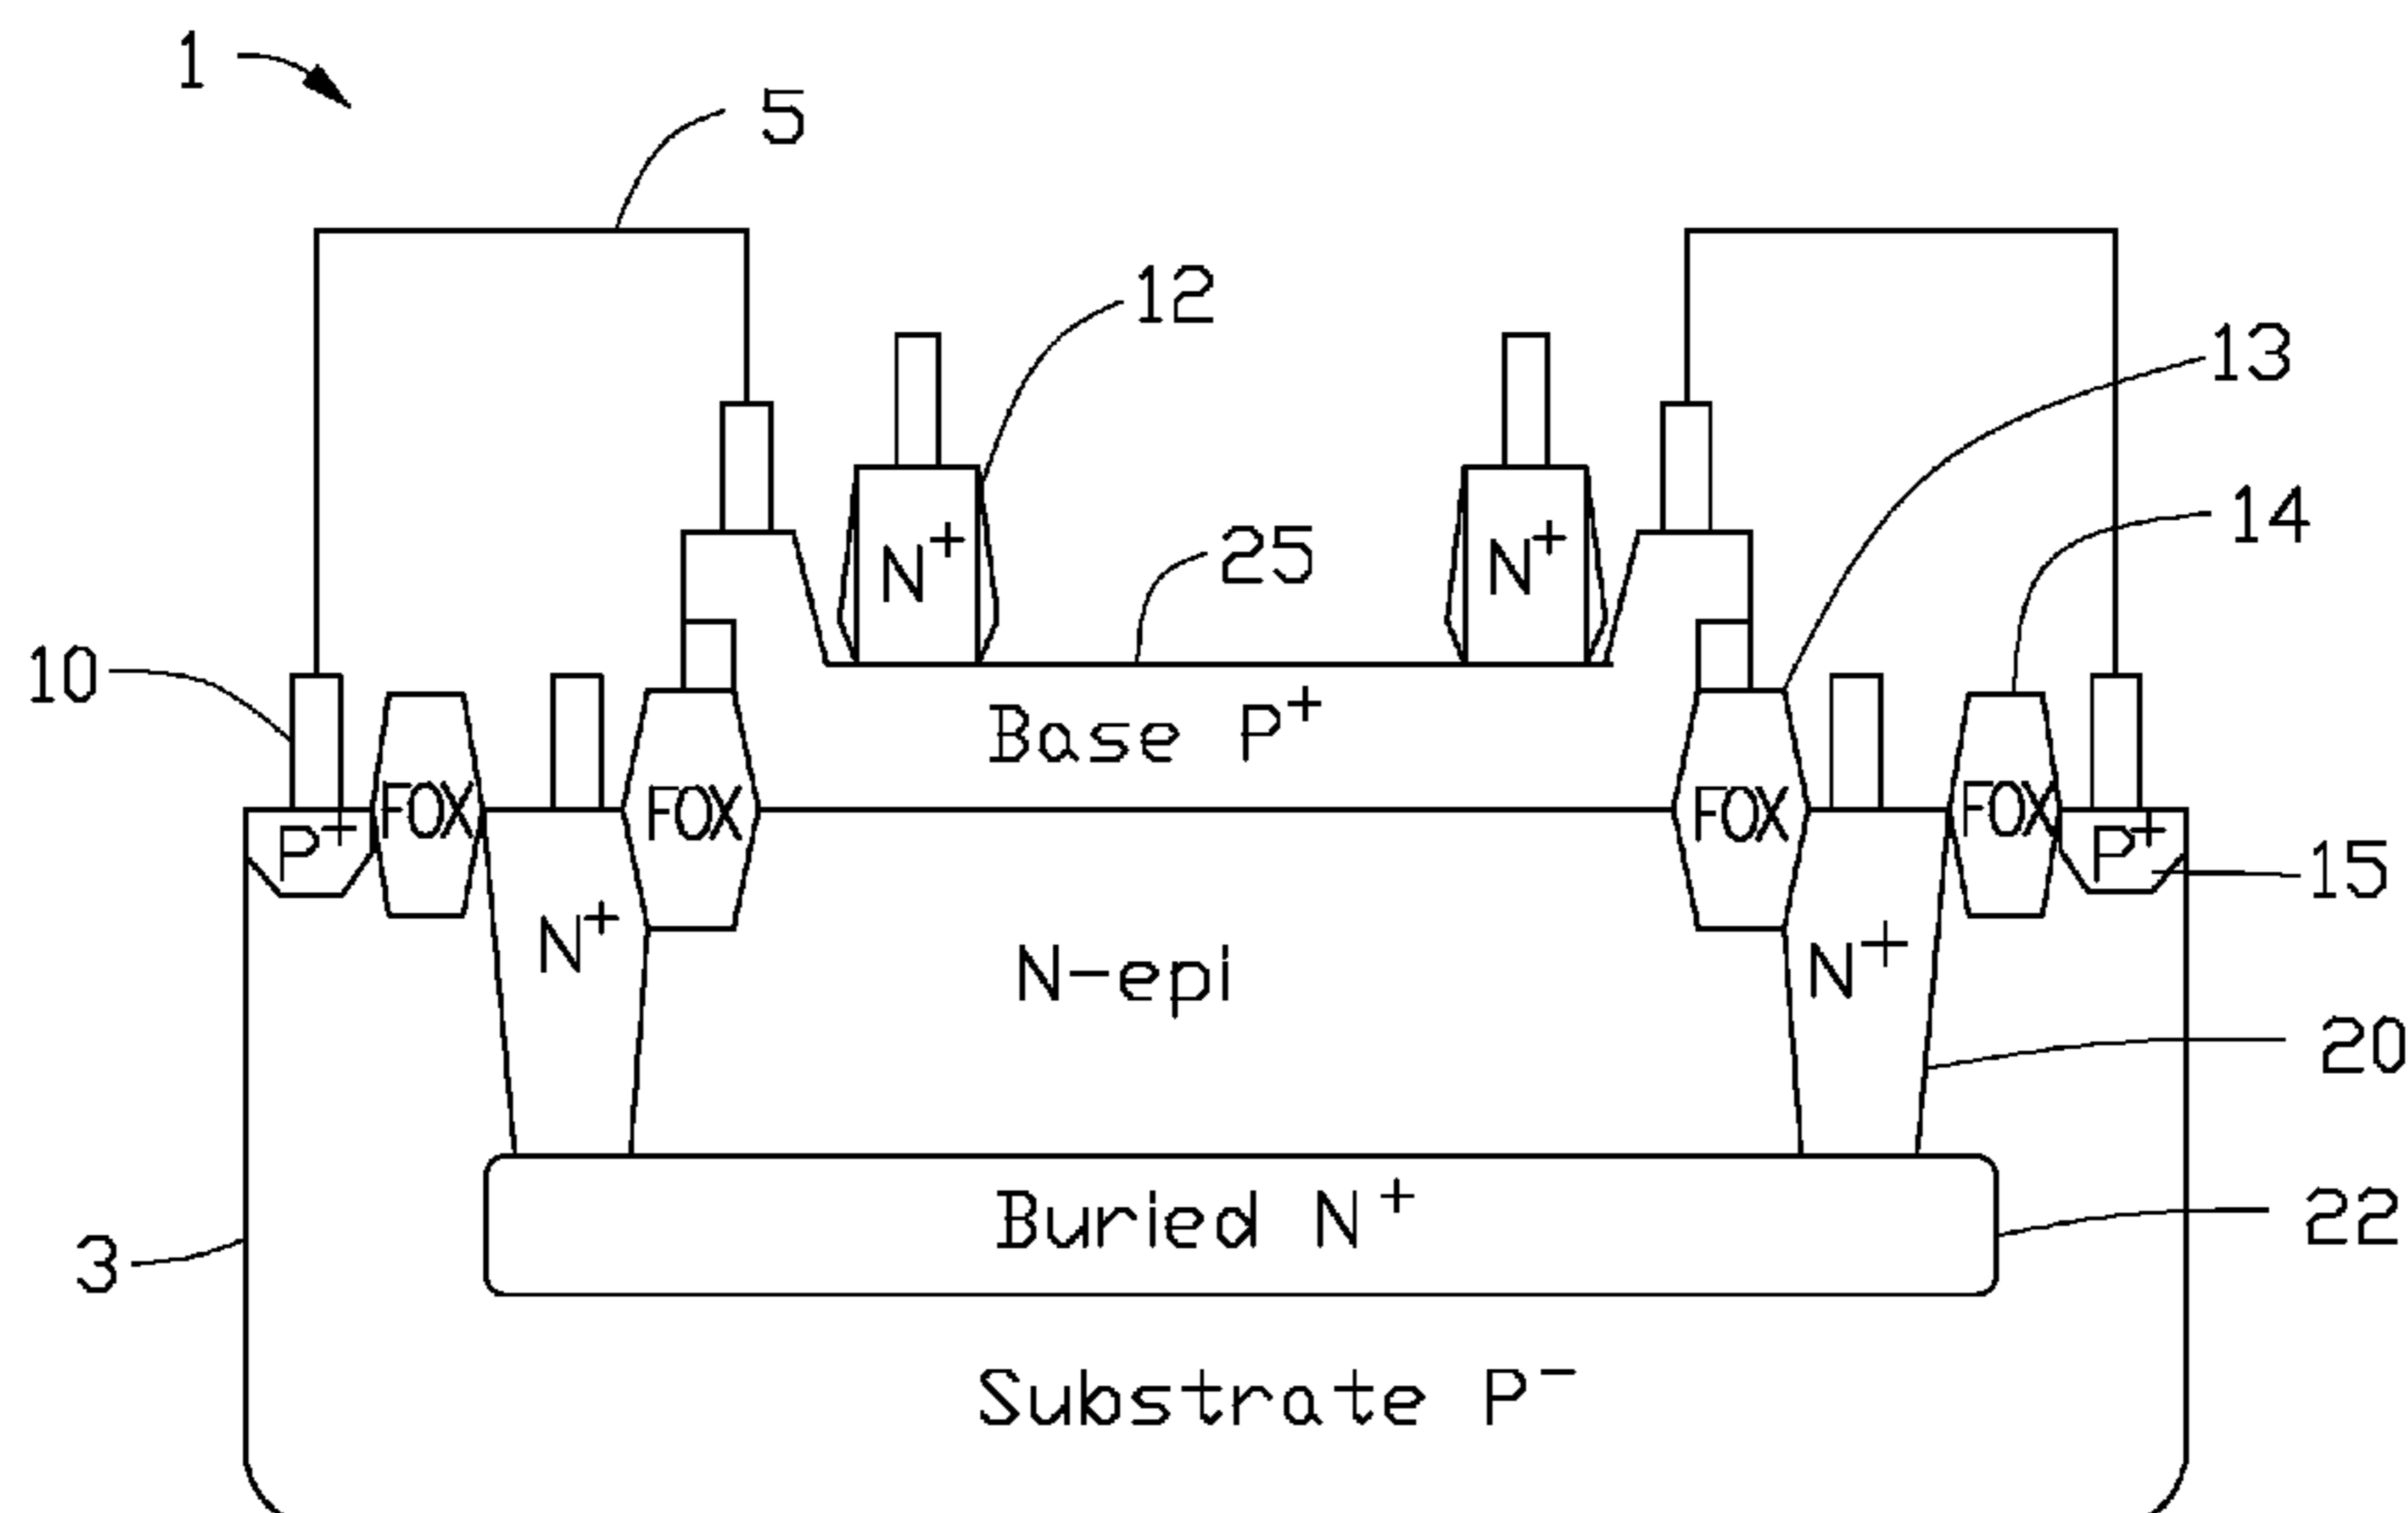 1
5
12
13
14
25
N+
N+
10
Base P+
FOX
FOX
FOX
FOX
P+
P+
15
N+
N+
N-epi
20
Buried N+
22
3
Substrate P-